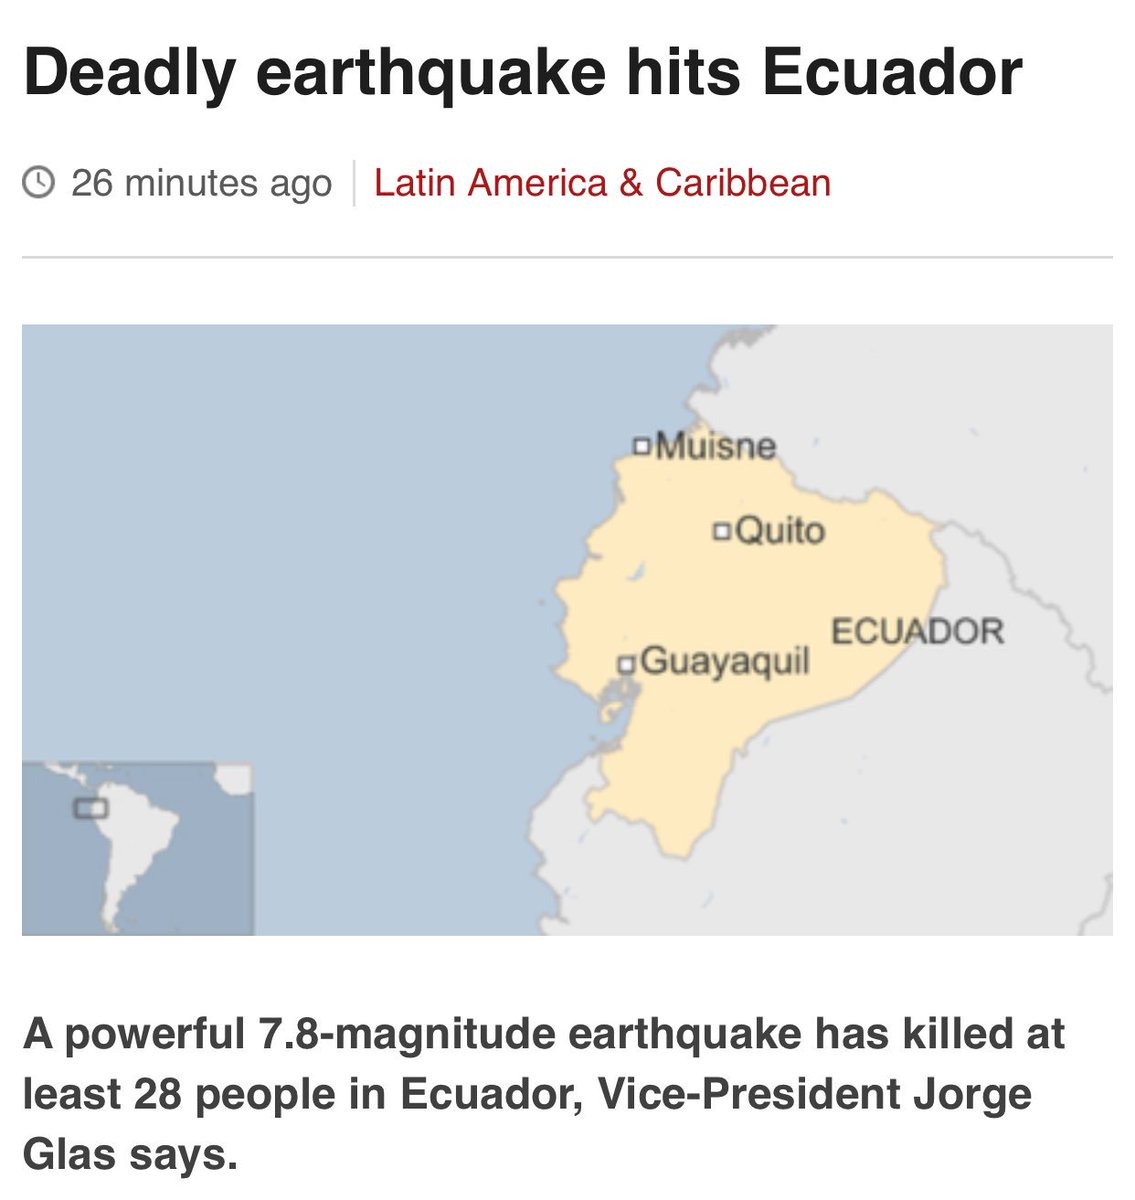 Deadly earthquake hits Ecuador
26 minutes ago
Latin America & Caribbean
Muisne
Quito
ECUADOR
Guayaquil
A powerful 7.8-magnitude earthquake has killed at
least 28 people in Ecuador, Vice-President Jorge
Glas says.